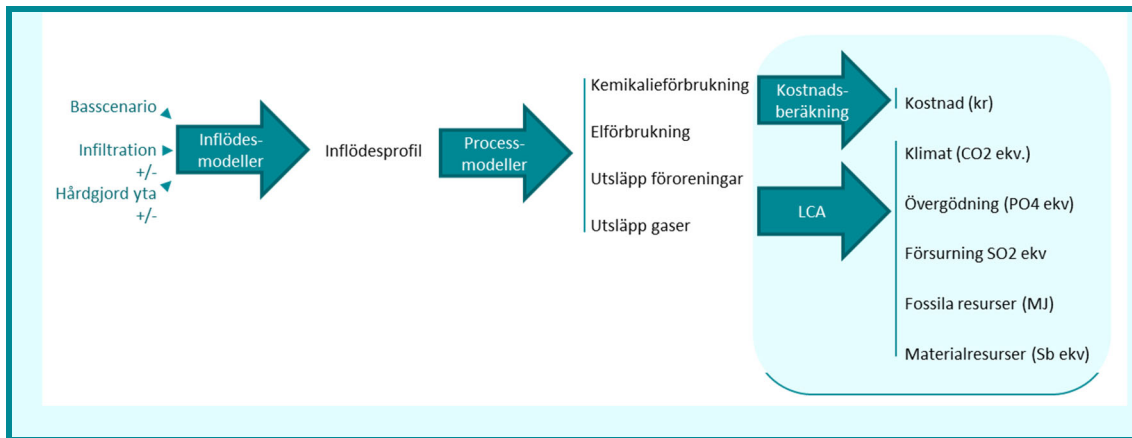 Basscenario
Infiltration
+/-
Hårdgjord yta
+/-
Inflödes-
modeller
Inflödesprofil
Process-
modeller
Kemikalieförbrukning
Elförbrukning
Utsläpp föroreningar
Utsläpp gaser
Kostnads-
beräkning
LCA
Kostnad (kr)
Klimat (CO2 ekv.)
Övergödning (PO4 ekv)
Försurning SO2 ekv
Fossila resurser (MJ)
Materialresurser (Sb ekv)